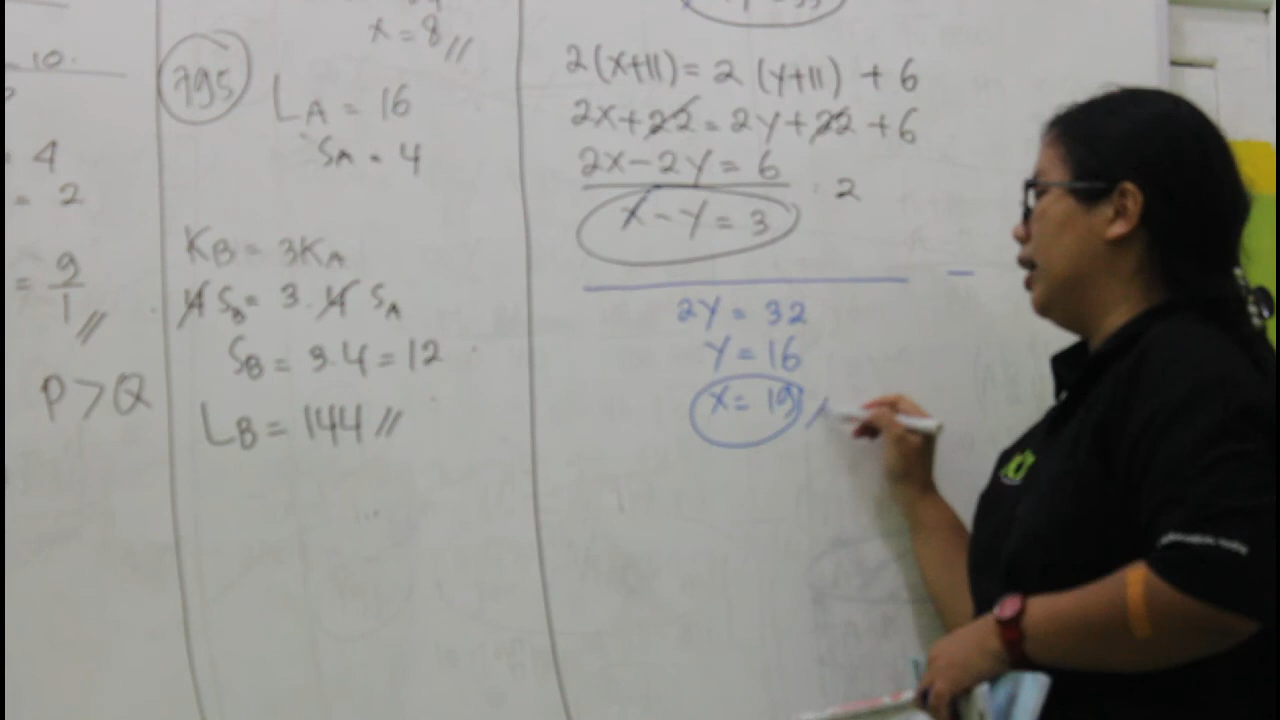 10.
= 4
= 2
= 9/1 //
P > Q
x = 8 //
795
LA = 16
SA = 4
KB = 3KA
4 SB = 3 . 4 SA
SB = 3.4 = 12
LB = 144 //
2(x+11) = 2 (y+11) + 6
2x+22 = 2y+22 + 6
2x-2y = 6
: 2
x-y = 3
-
2y = 32
y = 16
x = 19 /